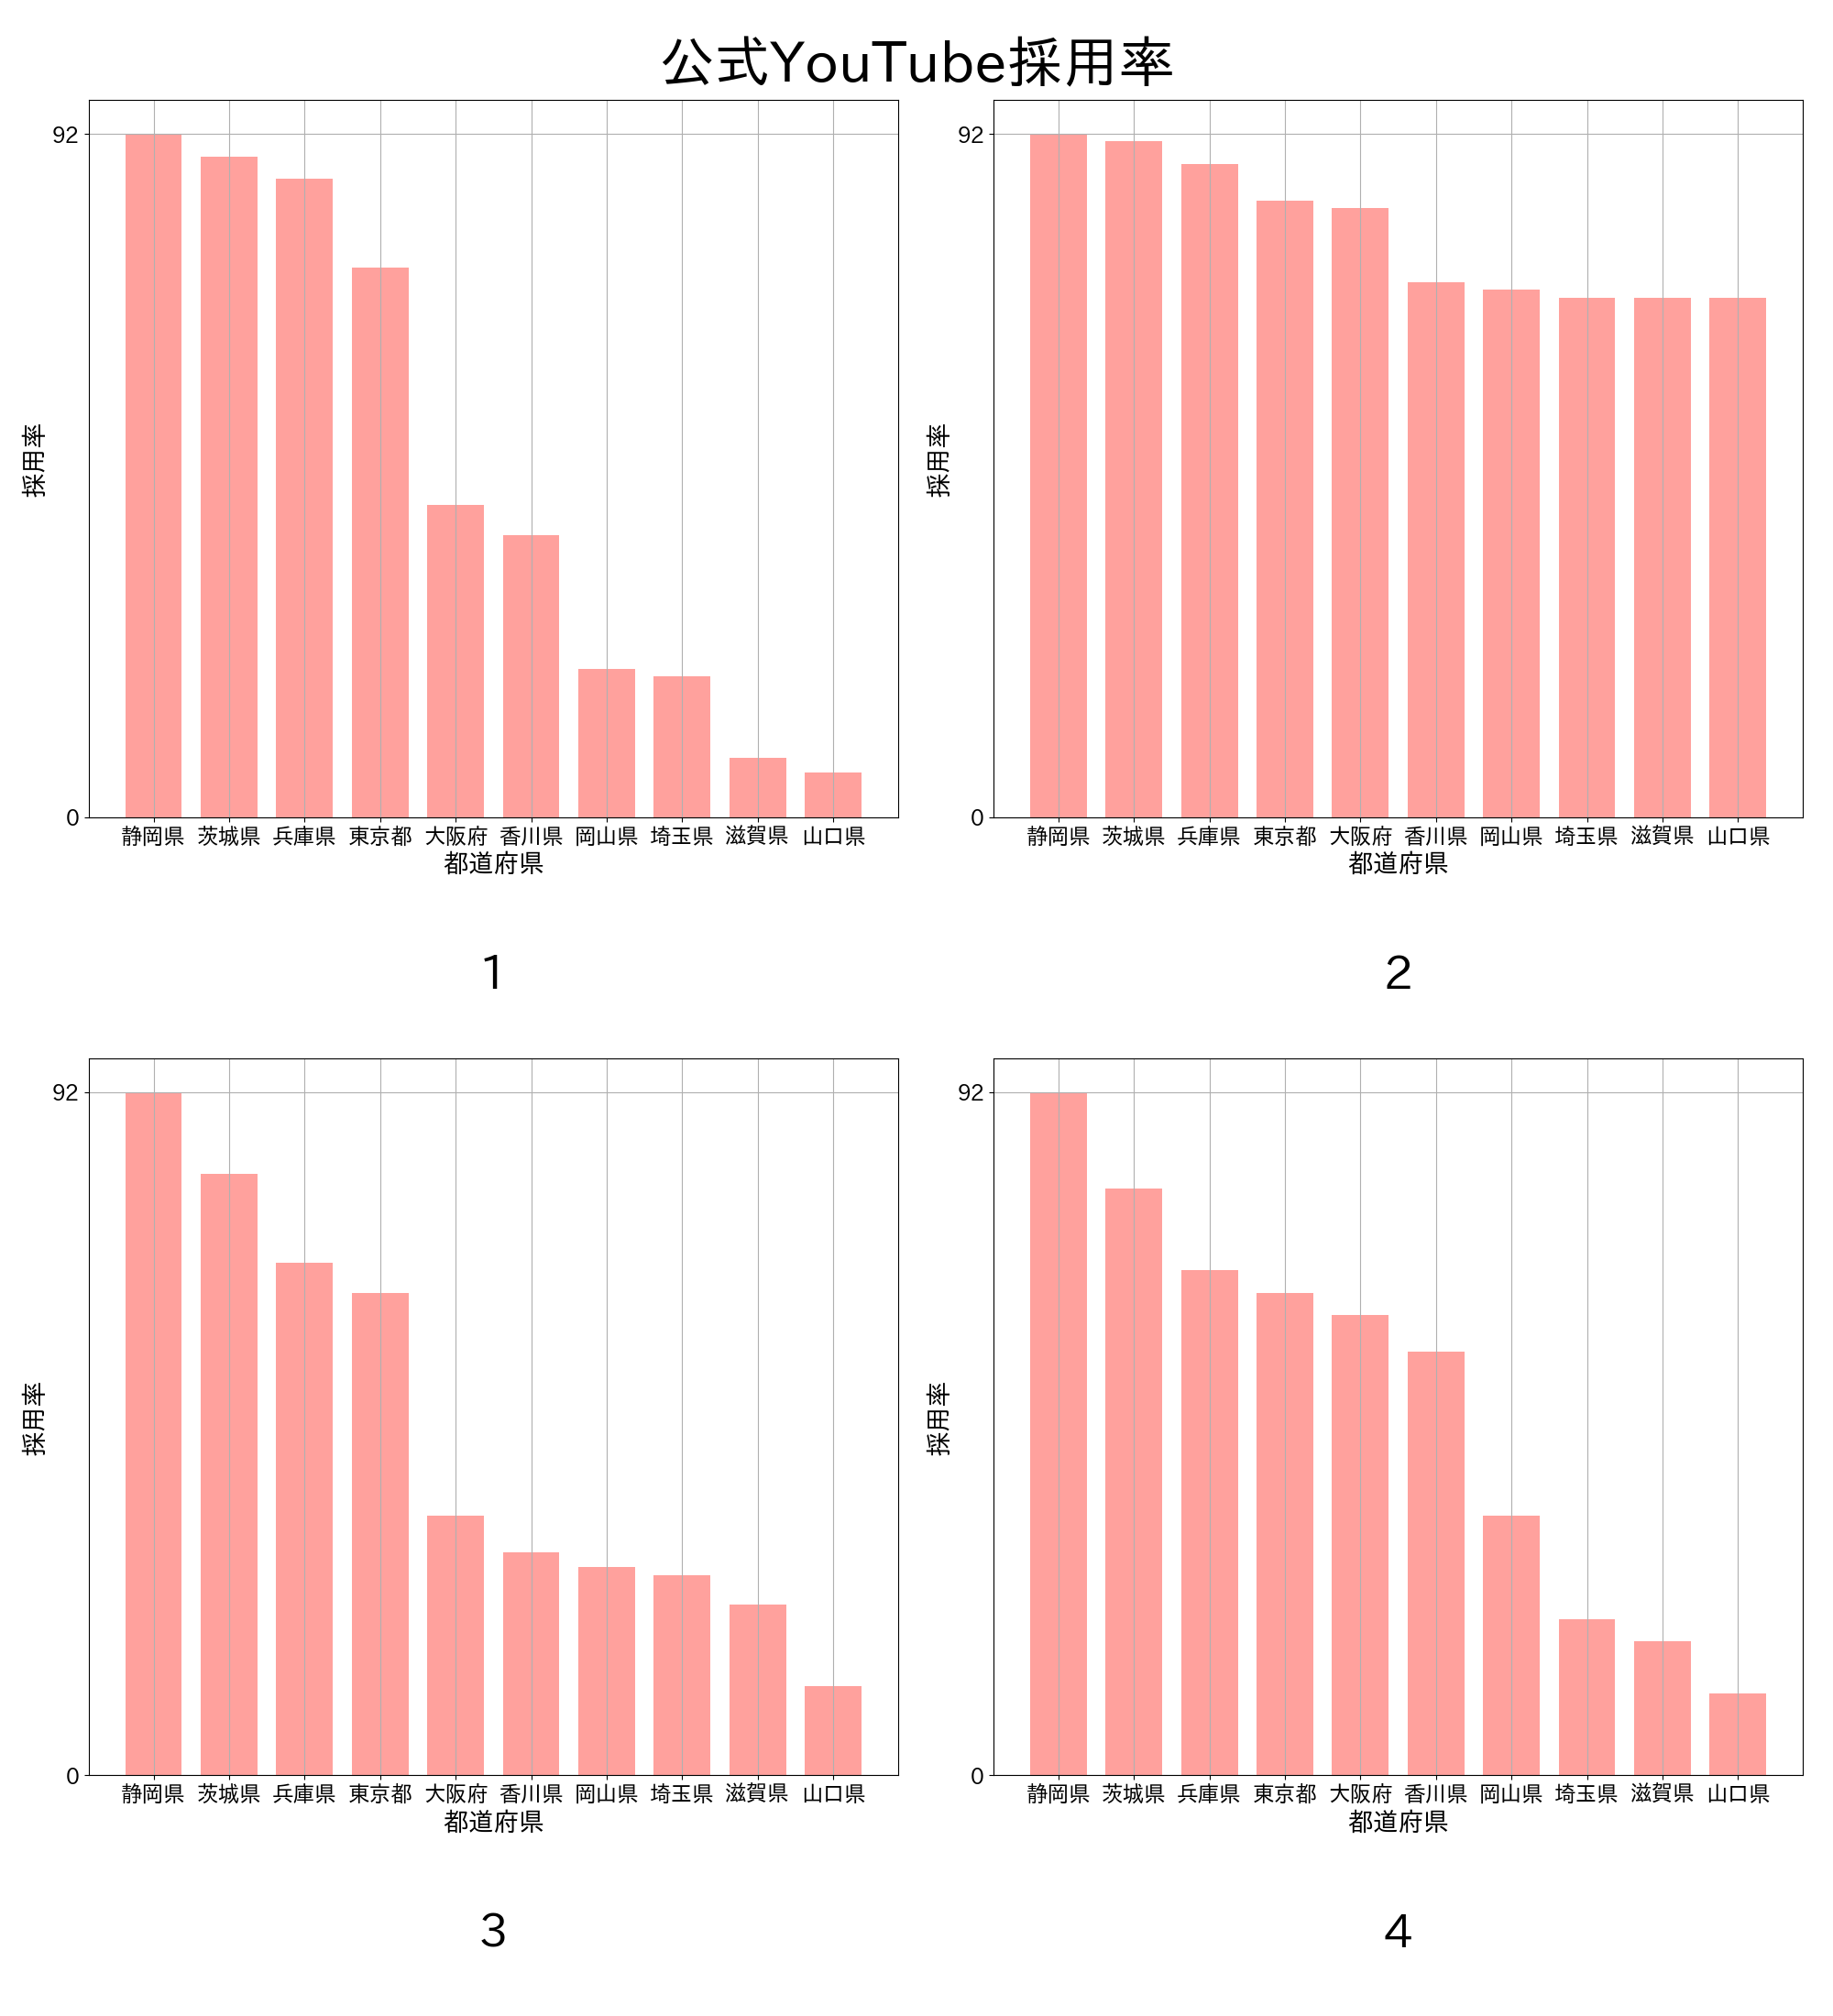 公式YouTube採用率
92
採用率
0
静岡県 茨城県 兵庫県 東京都 大阪府 香川県 岡山県 埼玉県 滋賀県 山口県
都道府県
1
92
採用率
0
静岡県 茨城県 兵庫県 東京都 大阪府 香川県 岡山県 埼玉県 滋賀県 山口県
都道府県
2
92
採用率
0
静岡県 茨城県 兵庫県 東京都 大阪府 香川県 岡山県 埼玉県 滋賀県 山口県
都道府県
3
92
採用率
0
静岡県 茨城県 兵庫県 東京都 大阪府 香川県 岡山県 埼玉県 滋賀県 山口県
都道府県
4